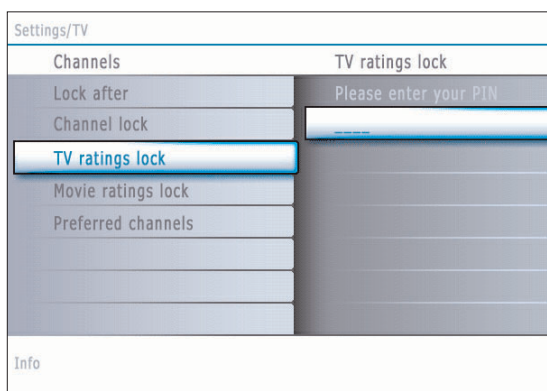 Settings/TV
Channels
TV ratings lock
Lock after
Please enter your PIN
Channel lock
____
TV ratings lock
Movie ratings lock
Preferred channels
Info